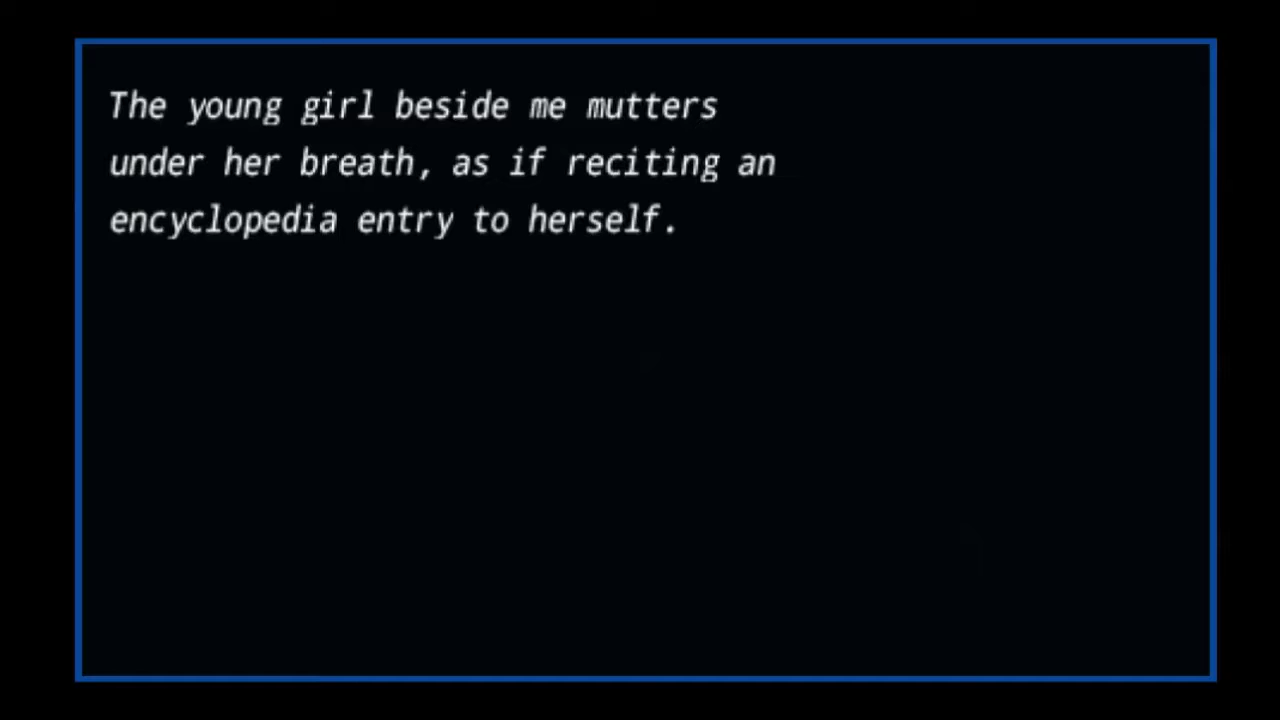 The young girl beside me mutters
under her breath, as if reciting an
encyclopedia entry to herself.